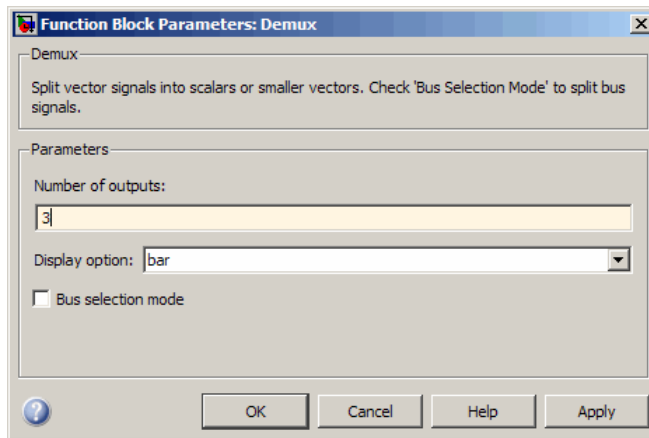 Function Block Parameters: Demux
Demux
Split vector signals into scalars or smaller vectors. Check 'Bus Selection Mode' to split bus
signals.
Parameters
Number of outputs:
3
Display option: bar
Bus selection mode
OK Cancel Help Apply